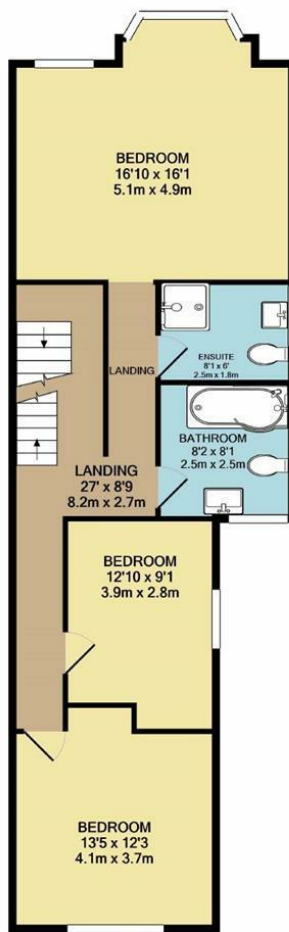 BEDROOM
16'10 x 16'1
5.1m x 4.9m
LANDING
ENSUITE
8'1 x 6'
2.5m x 1.8m
BATHROOM
8'2 x 8'1
2.5m x 2.5m
LANDING
27' x 8'9
8.2m x 2.7m
BEDROOM
12'10 x 9'1
3.9m x 2.8m
BEDROOM
13'5 x 12'3
4.1m x 3.7m